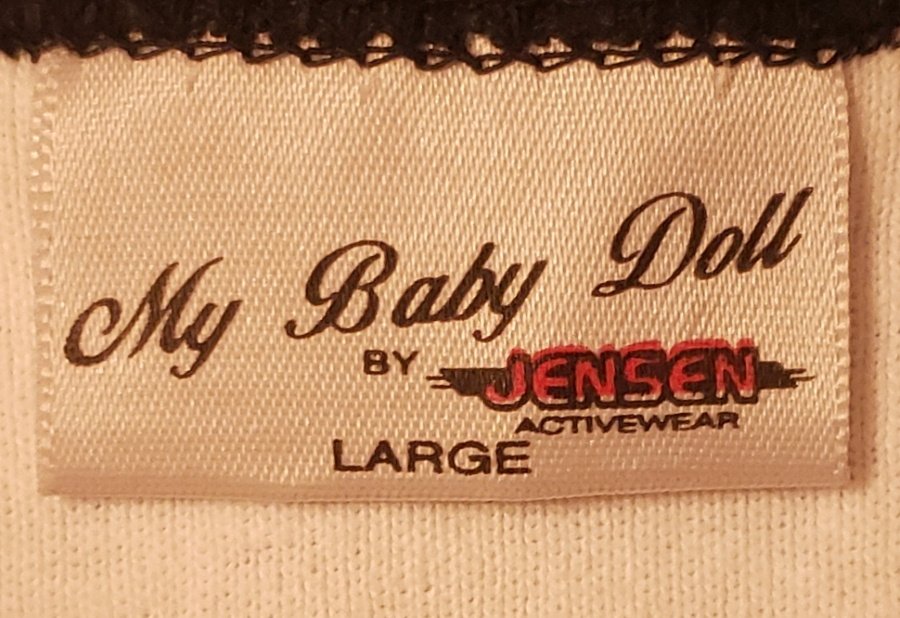 My Baby Doll
BY JENSEN
ACTIVEWEAR
LARGE